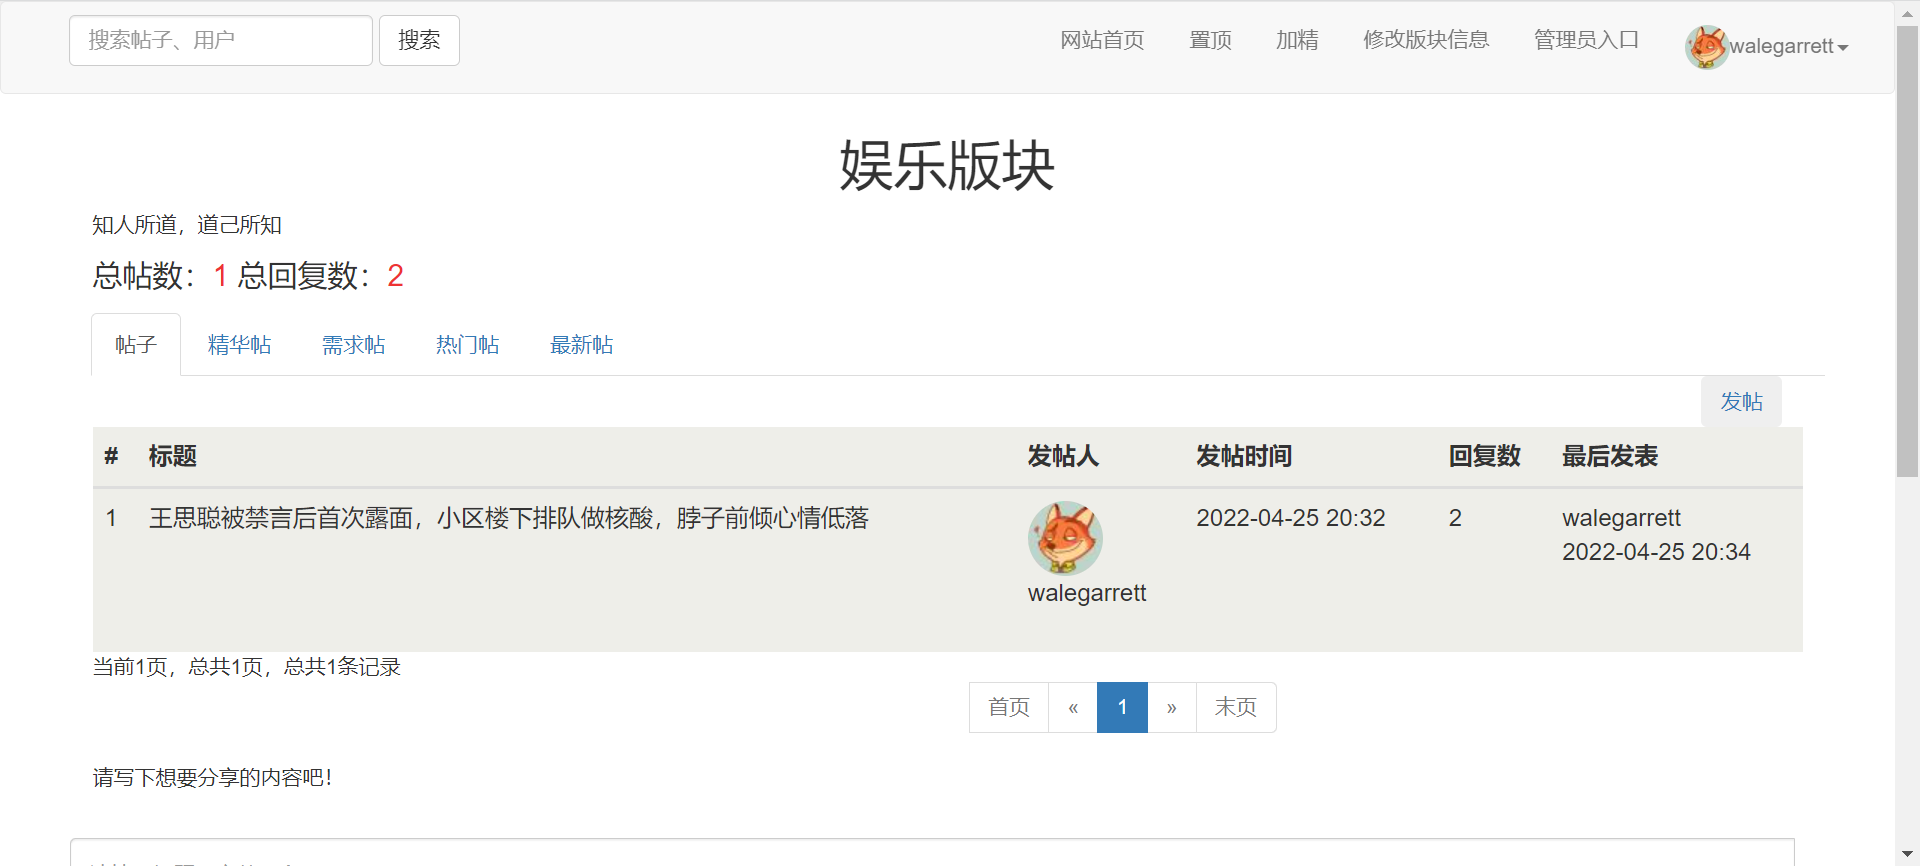 搜索帖子、用户 搜索 网站首页 置顶 加精 修改版块信息 管理员入口 walegarrett
娱乐版块
知人所道，道己所知
总帖数：1 总回复数：2
帖子 精华帖 需求帖 热门帖 最新帖
发帖
# 标题 发帖人 发帖时间 回复数 最后发表
1 王思聪被禁言后首次露面，小区楼下排队做核酸，脖子前倾心情低落 2022-04-25 20:32 2 walegarrett
2022-04-25 20:34
walegarrett
当前1页，总共1页，总共1条记录
首页 « 1 » 末页
请写下想要分享的内容吧！